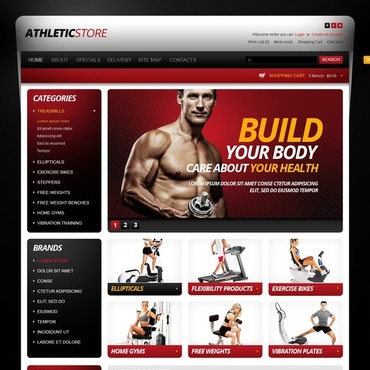 ATHLETICSTORE
Welcome visitor you can Login or Create an account
Wish List (0) My Account Shopping Cart Checkout
HOME ABOUT SPECIALS DELIVERY SITE MAP CONTACTS
SEARCH
SHOPPING CART: 0 item(s) - $0.00
CATEGORIES
TREADMILLS
Lorem ipsum dolor
Sit amet conse ctetu
Adipisicing elit
Sed do eiusmod
Tempor
ELLIPTICALS
EXERCISE BIKES
STEPPERS
FREE WEIGHTS
FREE WEIGHT BENCHES
HOME GYMS
VIBRATION TRAINING
BUILD
YOUR BODY
CARE ABOUT YOUR HEALTH
LOREM IPSUM DOLOR SIT AMET CONSE CTETUR ADIPISICING
ELIT, SED DO EIUSMOD TEMPOR
1 2 3
BRANDS
LOREM IPSUM
DOLOR SIT AMET
CONSE
CTETUR ADIPISICING
ELIT, SED DO
EIUSMOD
TEMPOR
INCIDIDUNT UT
LABORE ET DOLORE
ELLIPTICALS
FLEXIBILITY PRODUCTS
EXERCISE BIKES
HOME GYMS
FREE WEIGHTS
VIBRATION PLATES